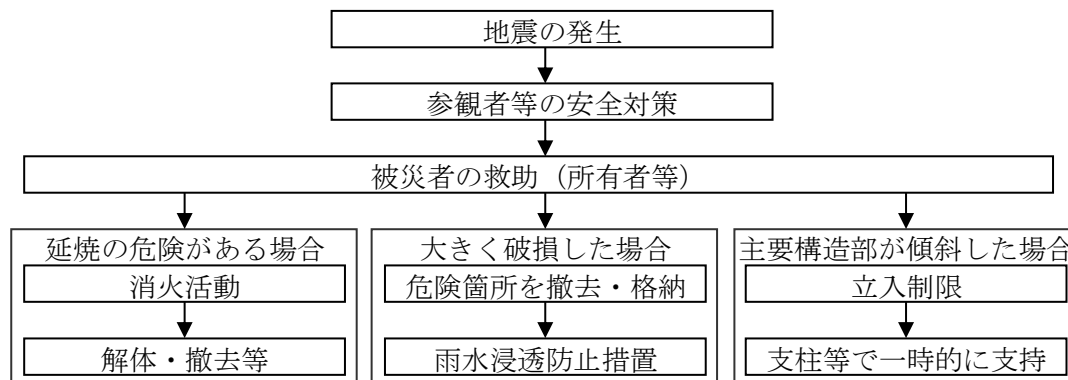 地震の発生
参観者等の安全対策
被災者の救助（所有者等）
延焼の危険がある場合
消火活動
解体・撤去等
大きく破損した場合
危険箇所を撤去・格納
雨水浸透防止措置
主要構造部が傾斜した場合
立入制限
支柱等で一時的に支持